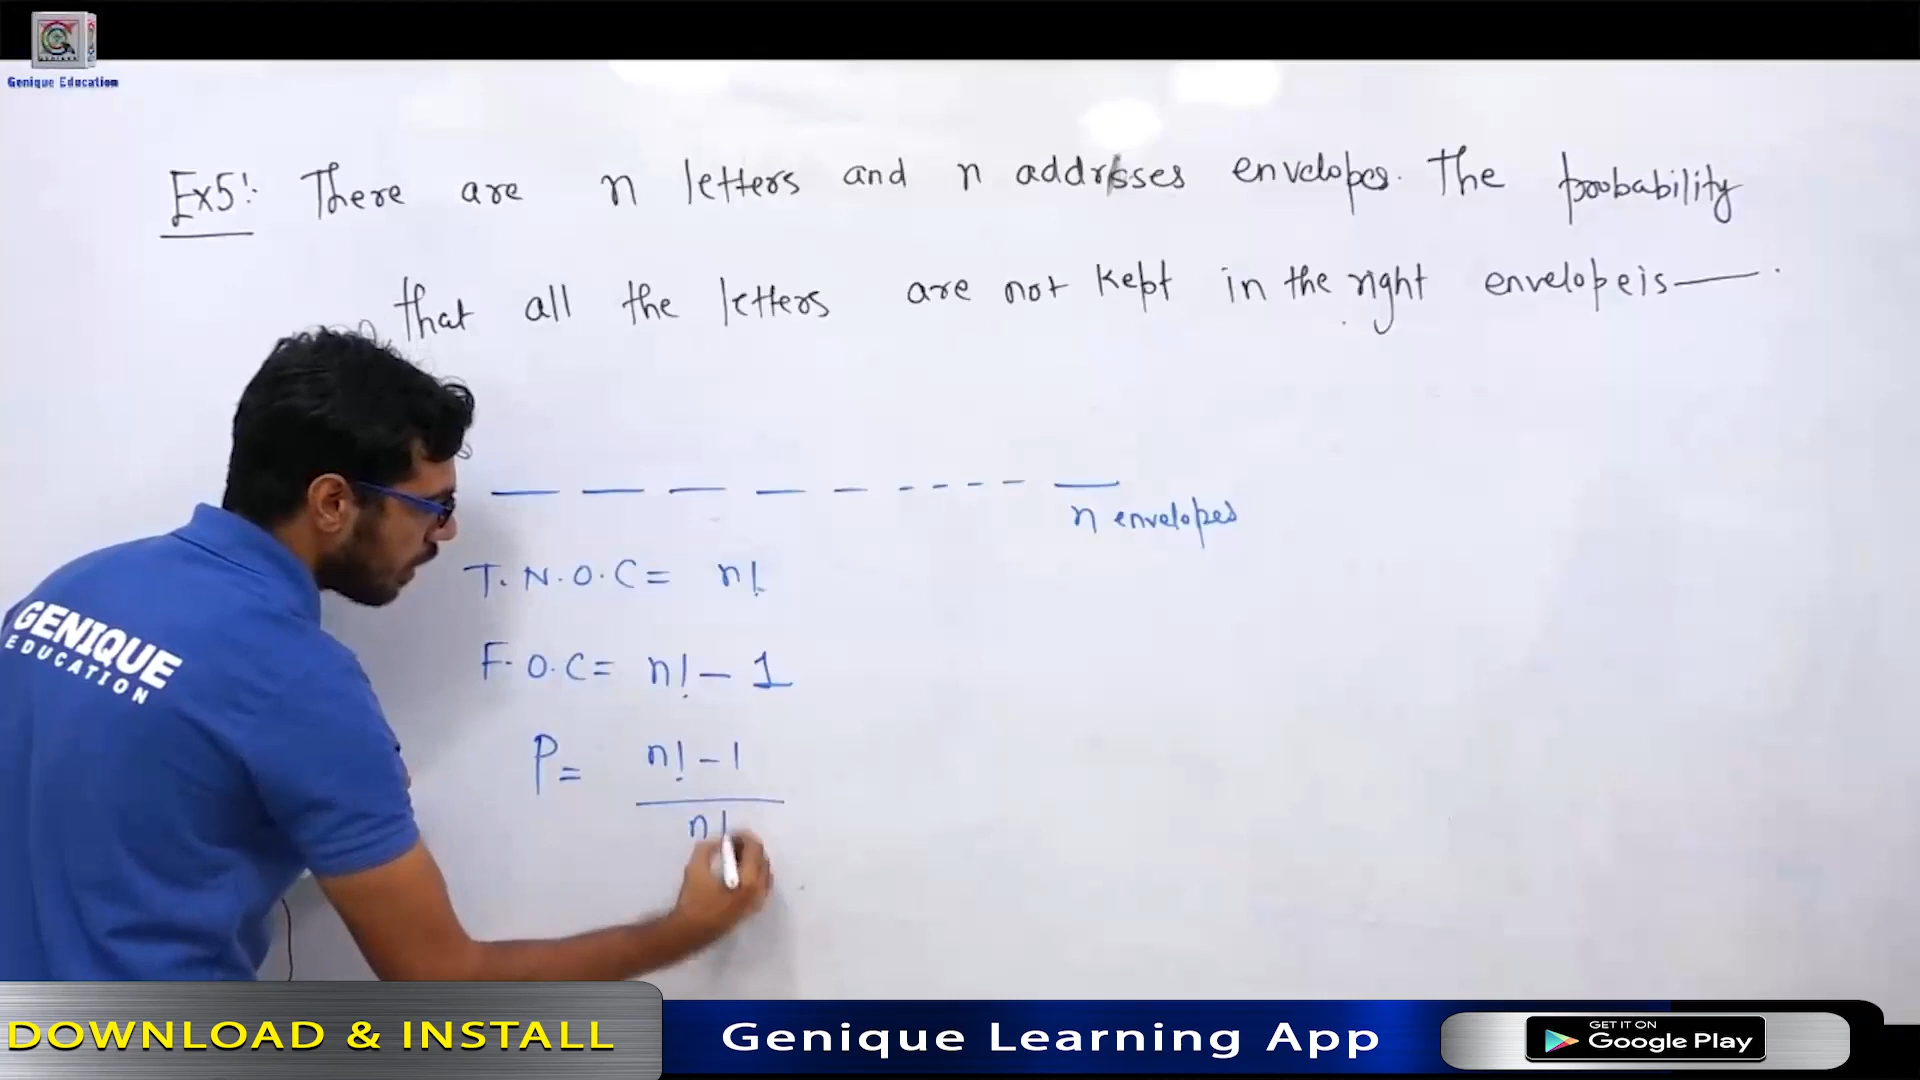 Genique Education
Ex5: There are n letters and n addresses envelopes. The probability
that all the letters are not kept in the right envelope is ——.
n envelopes
T.N.O.C = n!
F.O.C = n! - 1
P = n! - 1
n!
GENIQUE
EDUCATION
DOWNLOAD & INSTALL
Genique Learning App
GET IT ON
Google Play